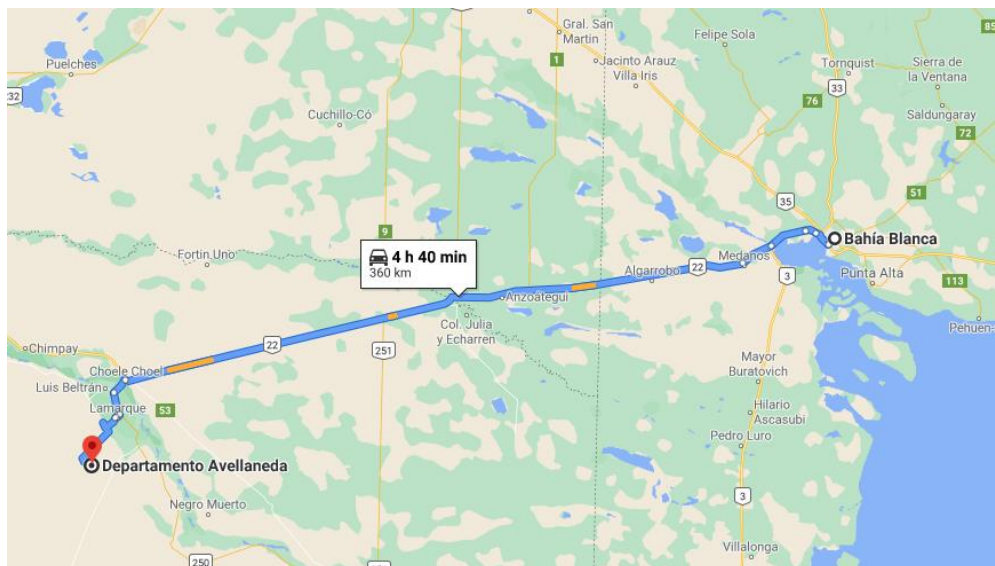 Gral. San
Martin
85
Felipe Sola
Puelches
1
Jacinto Arauz
Villa Iris
Tornquist
Sierra de
la Ventana
232
76
33
Saldungaray
Cuchillo-Có
72
51
35
9
Bahía Blanca
4 h 40 min
360 km
Fortin Uno
Medanos
Algarrobo
22
3
Punta Alta
113
Anzoátegui
Col. Julia
y Echarren
Pehuen-
Chimpay
22
251
Choele Choel
Mayor
Buratovich
Luis Beltrán
Lamarque
53
Hilario
Ascasubi
Pedro Luro
Departamento Avellaneda
Negro Muerto
3
Villalonga
250